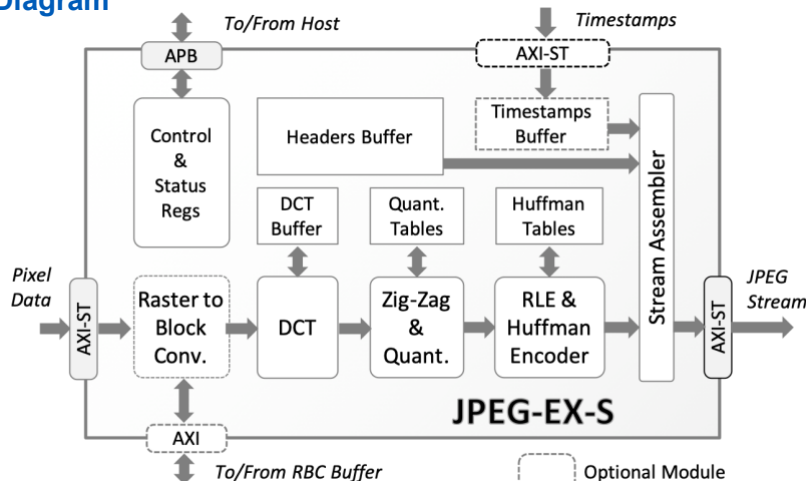 Diagram
To/From Host
Timestamps
APB
AXI-ST
Control
&
Status
Regs
Headers Buffer
Timestamps
Buffer
DCT
Buffer
Quant.
Tables
Huffman
Tables
Stream Assembler
Pixel
Data
AXI-ST
Raster to
Block
Conv.
DCT
Zig-Zag
&
Quant.
RLE &
Huffman
Encoder
AXI-ST
JPEG
Stream
JPEG-EX-S
AXI
To/From RBC Buffer
Optional Module